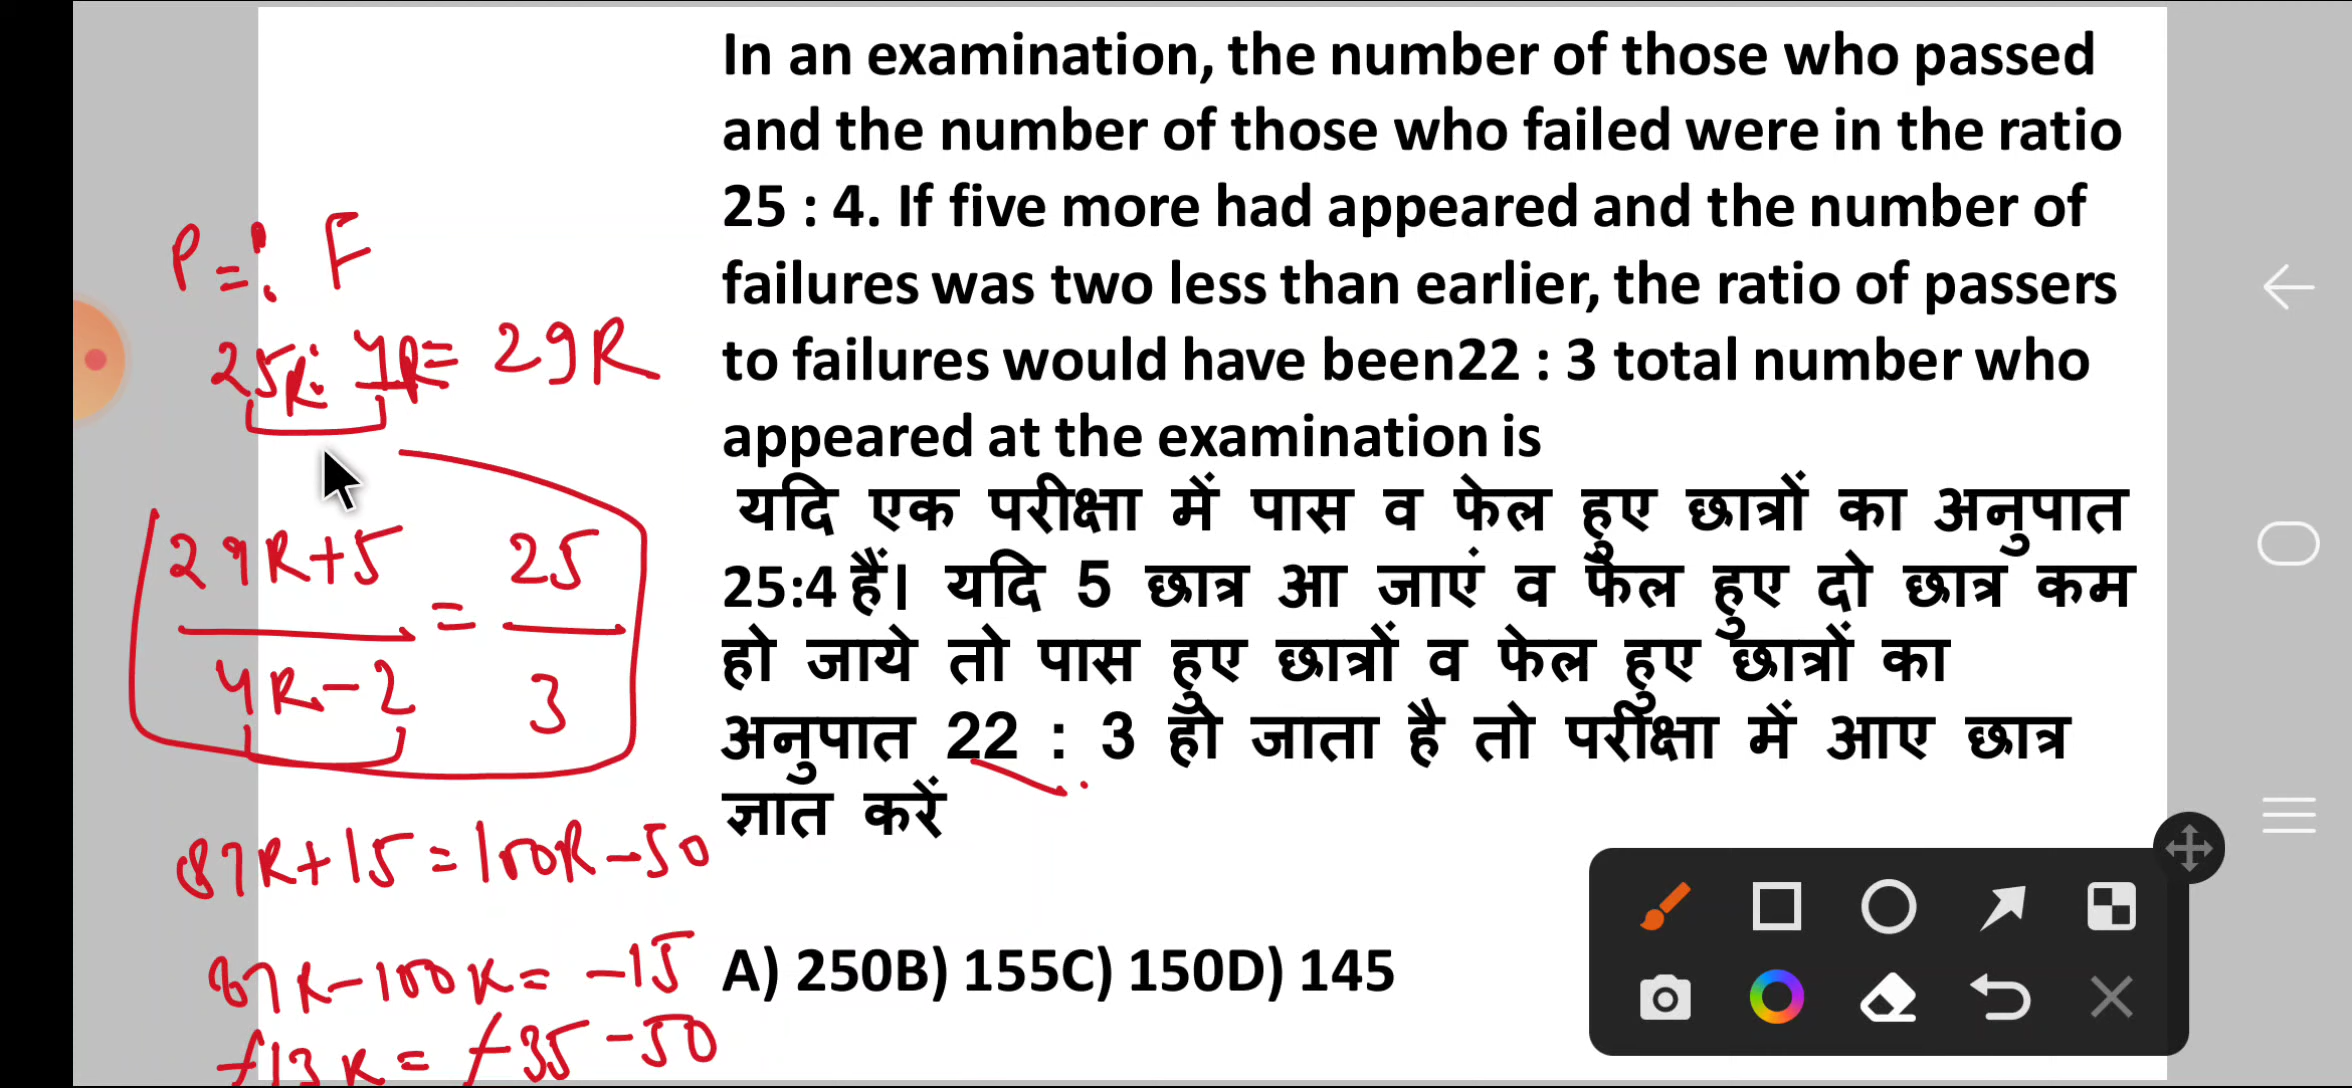 In an examination, the number of those who passed
and the number of those who failed were in the ratio
25 : 4. If five more had appeared and the number of
failures was two less than earlier, the ratio of passers
to failures would have been22 : 3 total number who
appeared at the examination is
यदि एक परीक्षा में पास व फेल हुए छात्रों का अनुपात
25:4 हैं। यदि 5 छात्र आ जाएं व फैल हुए दो छात्र कम
हो जाये तो पास हुए छात्रों व फेल हुए छात्रों का
अनुपात 22 : 3 हो जाता है तो परीक्षा में आए छात्र
ज्ञात करें
A) 250B) 155C) 150D) 145
P = : F
25R : 4R = 29R
29R+5 = 25
4R-2 3
87R+15 = 100R-50
87R-100R = -15
-13R = -35-50